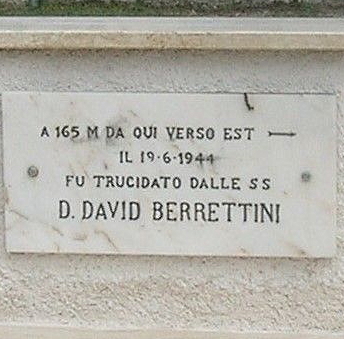 A 165 M DA QUI VERSO EST →
IL 19·6·1944
FU TRUCIDATO DALLE SS
D. DAVID BERRETTINI